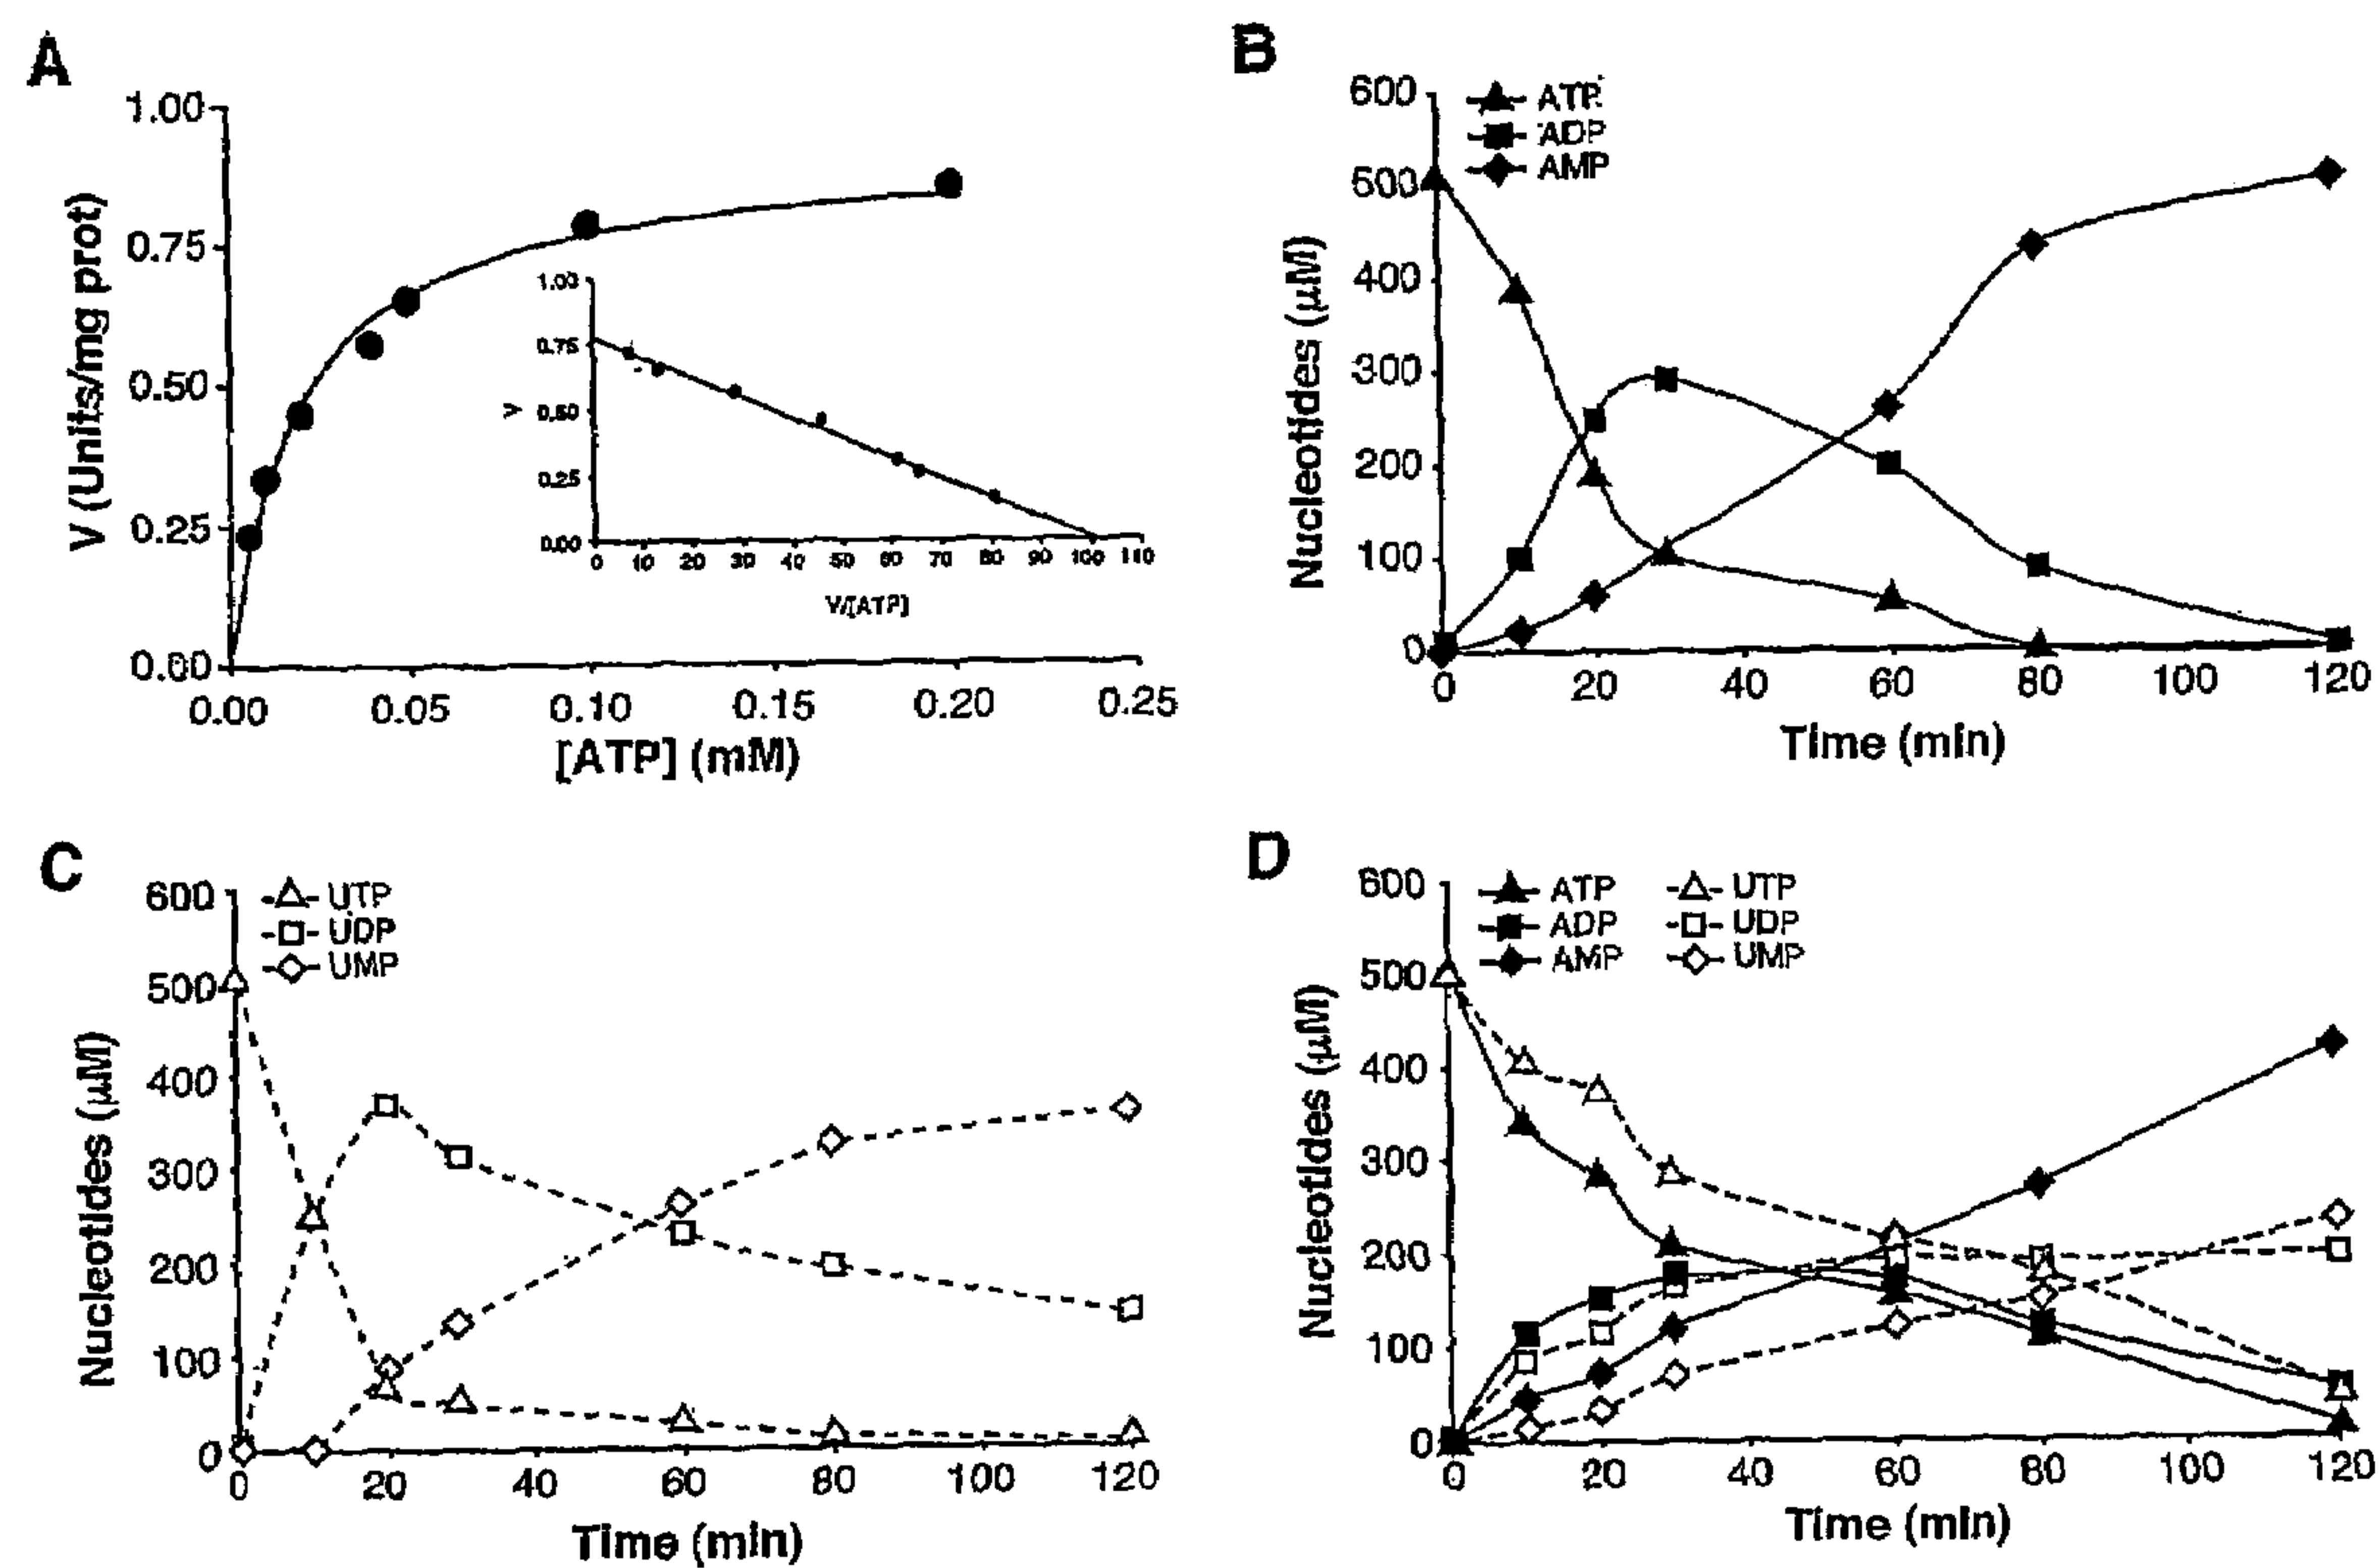 A
1.00
0.75
0.50
0.25
0.00
V (Units/mg prot)
0.00 0.05 0.10 0.15 0.20 0.25
[ATP] (mM)
1.00
0.75
0.50
0.25
0.00
V
0 10 20 30 40 50 60 70 80 90 100 110
V/[ATP]
B
600
500
400
300
200
100
0
Nucleotides (µM)
ATP
ADP
AMP
0 20 40 60 80 100 120
Time (min)
C
600
500
400
300
200
100
0
Nucleotides (µM)
UTP
UDP
UMP
0 20 40 60 80 100 120
Time (min)
D
600
500
400
300
200
100
0
Nucleotides (µM)
ATP UTP
ADP UDP
AMP UMP
0 20 40 60 80 100 120
Time (min)